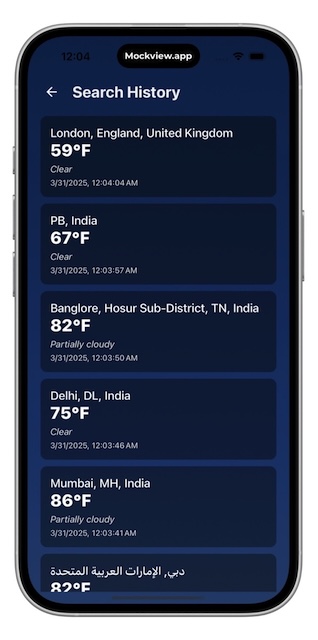 12:04
Mockview.app
← Search History
London, England, United Kingdom
59°F
Clear
3/31/2025, 12:04:04 AM
PB, India
67°F
Clear
3/31/2025, 12:03:57 AM
Banglore, Hosur Sub-District, TN, India
82°F
Partially cloudy
3/31/2025, 12:03:50 AM
Delhi, DL, India
75°F
Clear
3/31/2025, 12:03:46 AM
Mumbai, MH, India
86°F
Partially cloudy
3/31/2025, 12:03:41 AM
دبي, الإمارات العربية المتحدة
82°F